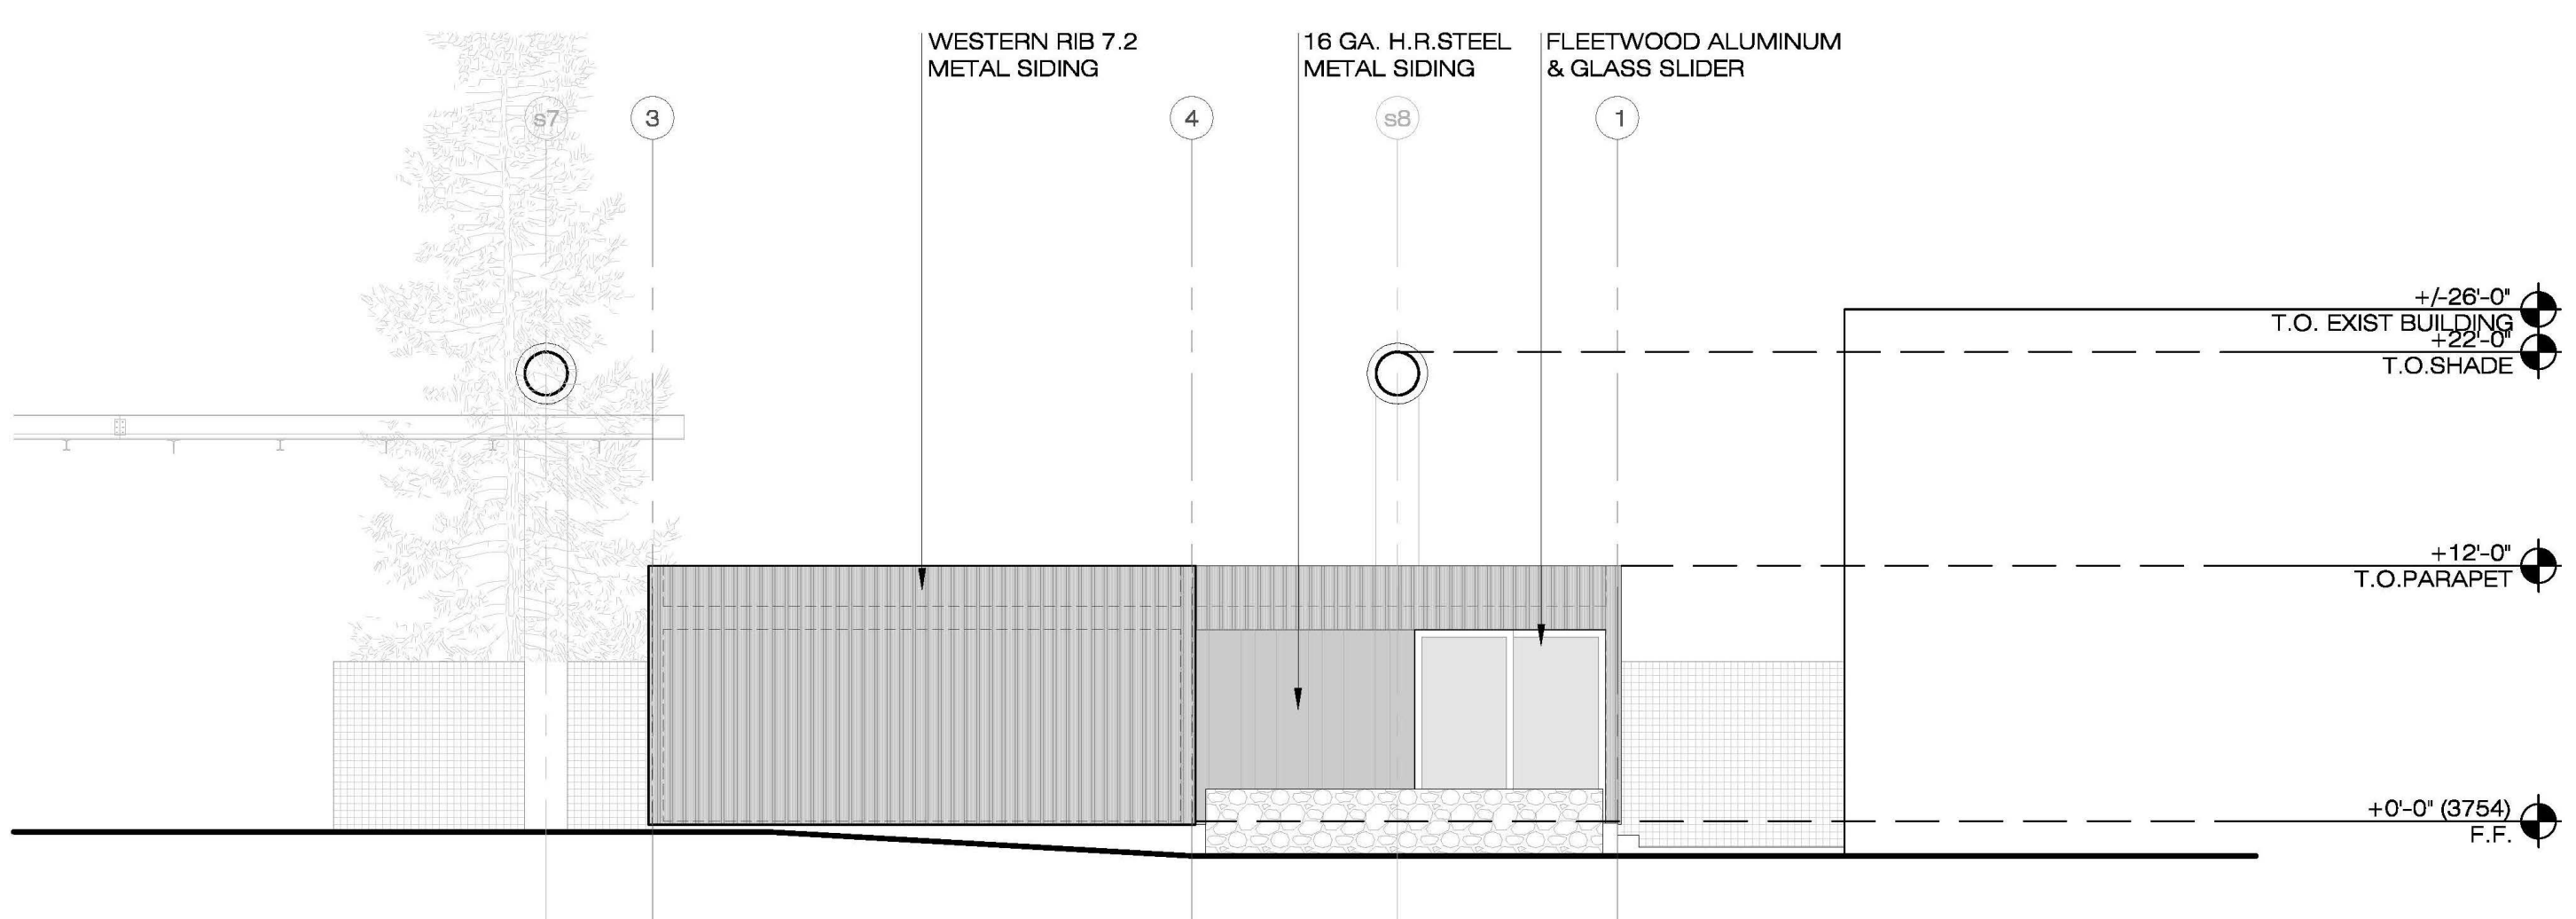 WESTERN RIB 7.2
METAL SIDING
16 GA. H.R.STEEL
METAL SIDING
FLEETWOOD ALUMINUM
& GLASS SLIDER
s7
3
4
s8
1
+/-26'-0"
T.O. EXIST BUILDING
+22'-0"
T.O.SHADE
+12'-0"
T.O.PARAPET
+0'-0" (3754)
F.F.